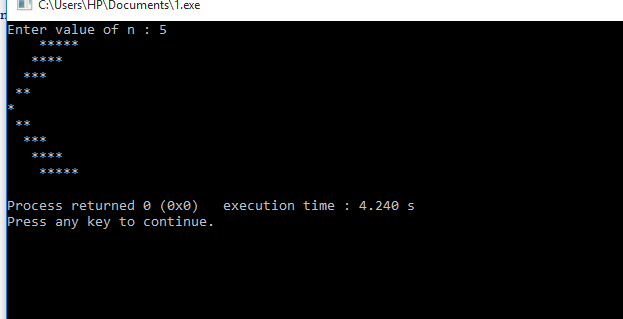 C:\Users\HP\Documents\1.exe
n
Enter value of n : 5
    *****
   ****
  ***
 **
*
 **
  ***
   ****
    *****
Process returned 0 (0x0)   execution time : 4.240 s
Press any key to continue.